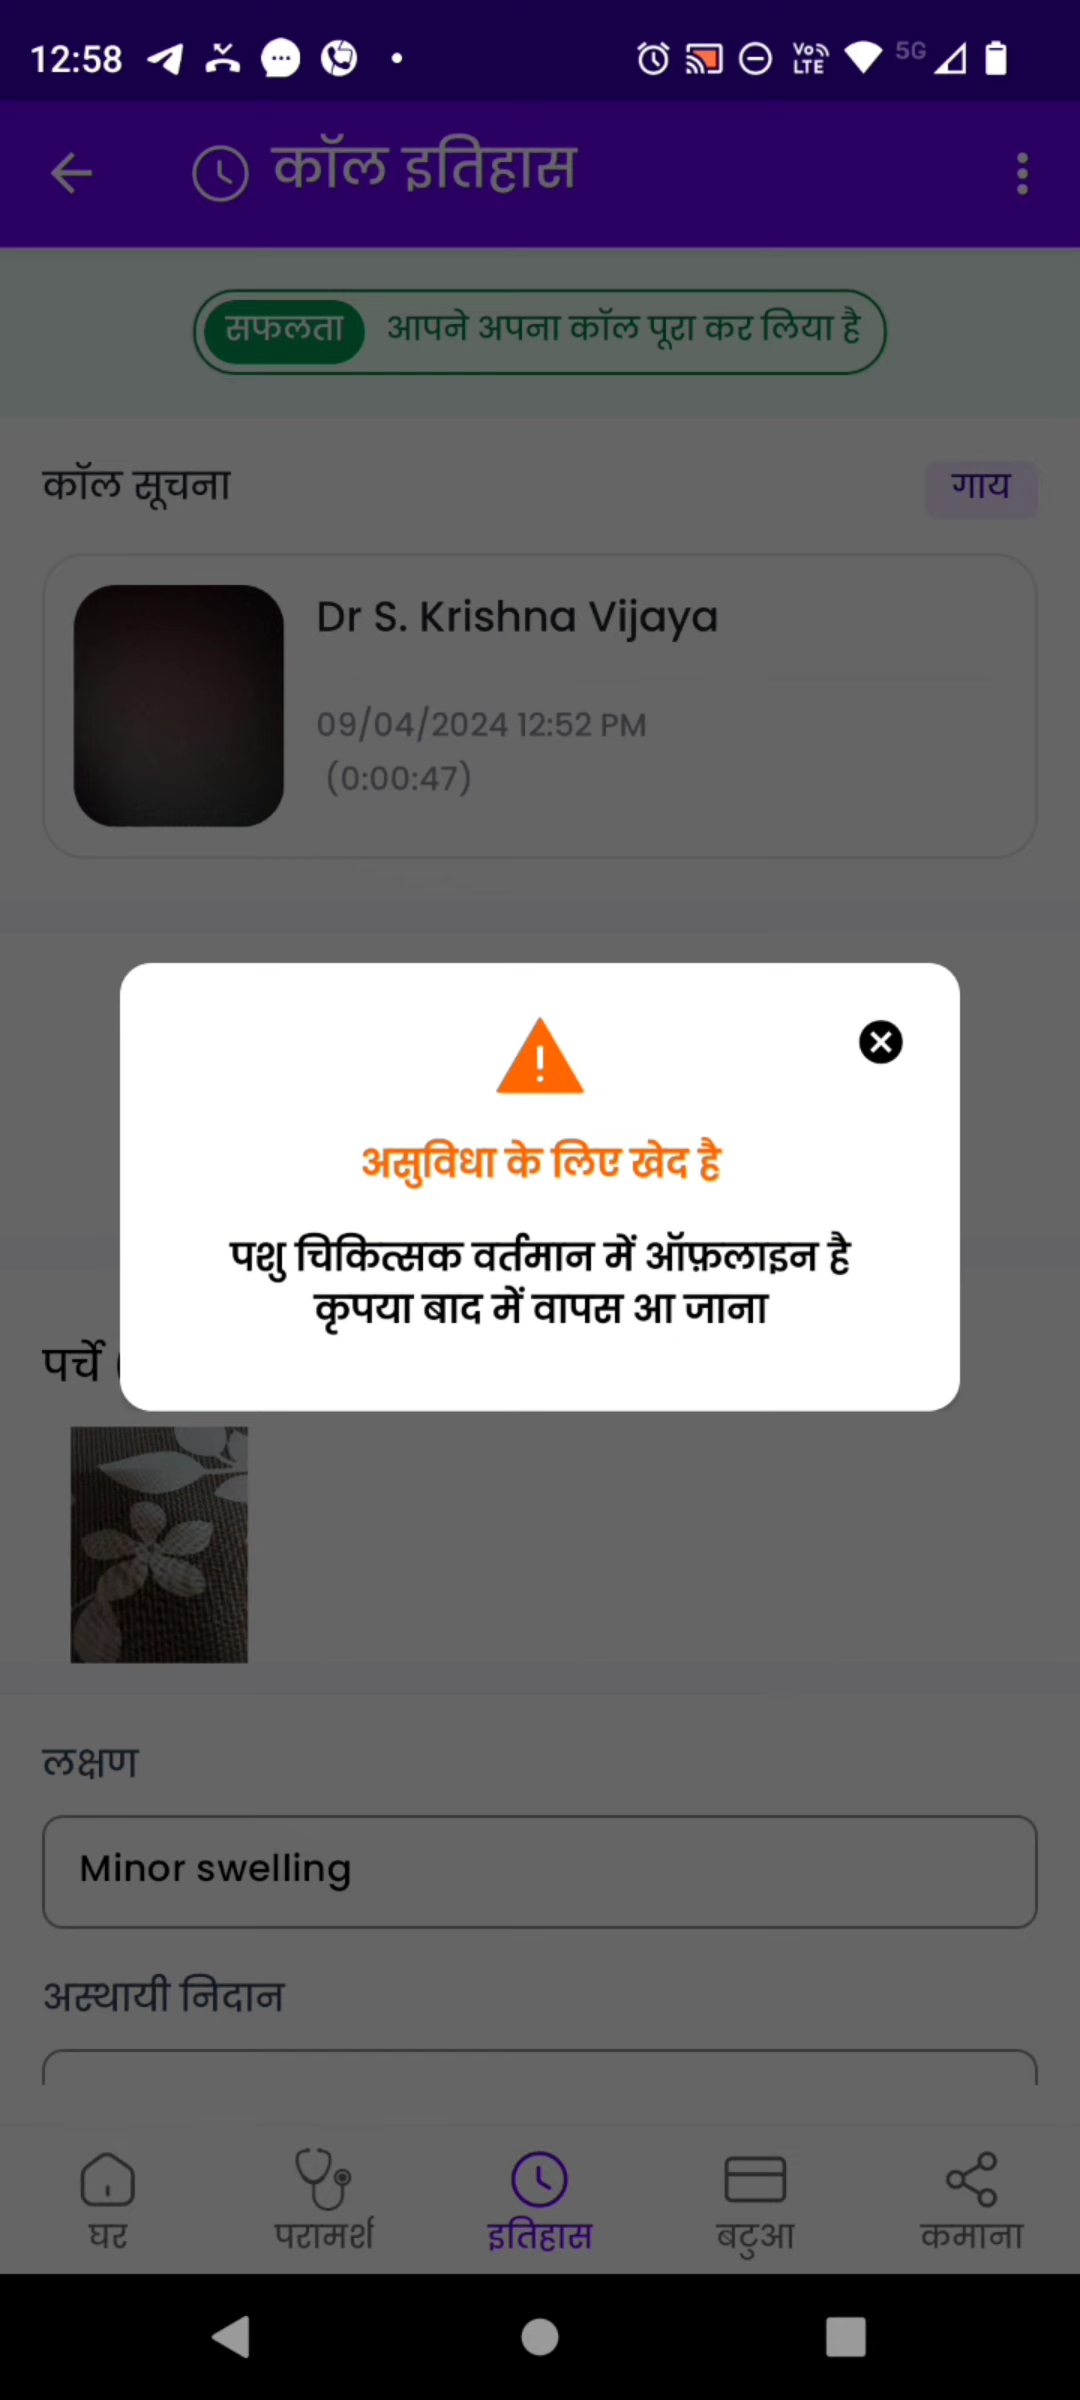 12:58
Vo LTE 5G
कॉल इतिहास
सफलता आपने अपना कॉल पूरा कर लिया है
कॉल सूचना गाय
Dr S. Krishna Vijaya
09/04/2024 12:52 PM
(0:00:47)
असुविधा के लिए खेद है
पशु चिकित्सक वर्तमान में ऑफ़लाइन है
कृपया बाद में वापस आ जाना
पर्चे (
लक्षण
Minor swelling
अस्थायी निदान
घर परामर्श इतिहास बटुआ कमाना